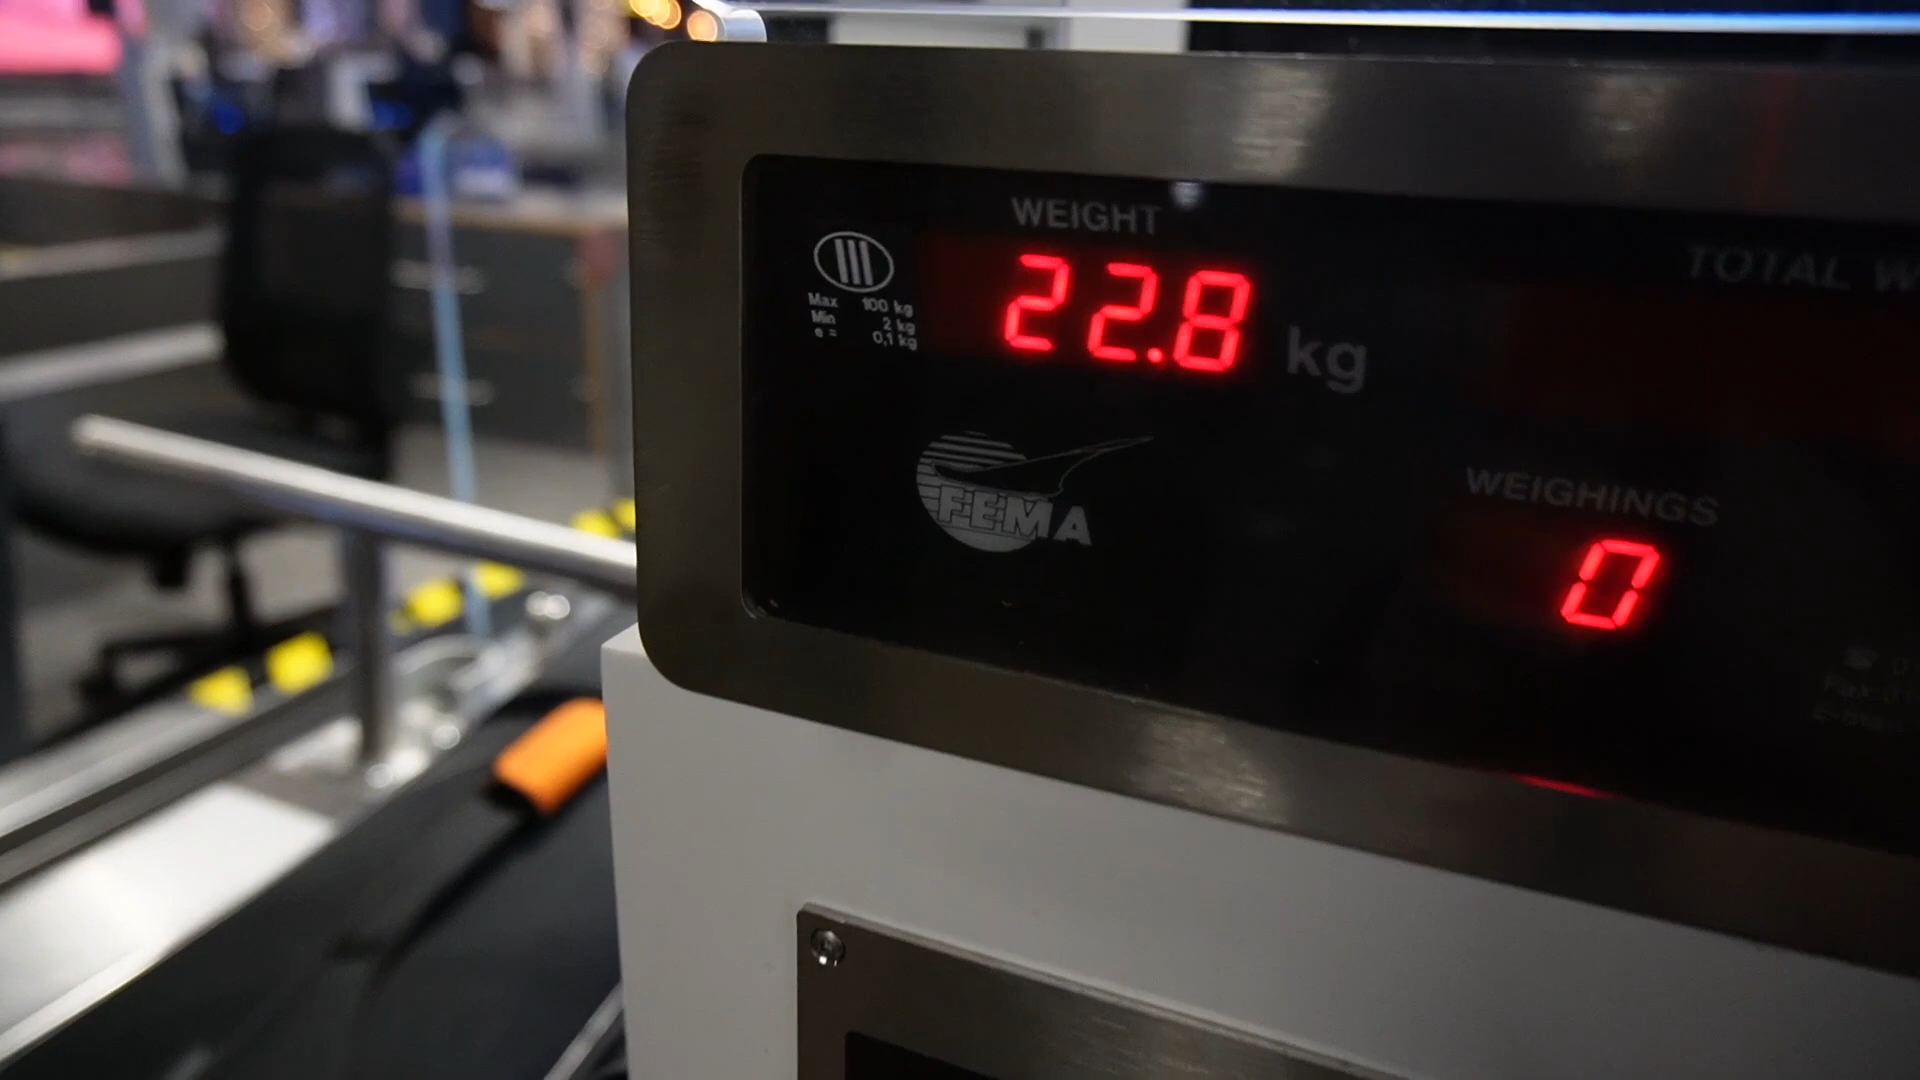 WEIGHT
Max 100 kg
Min 2 kg
e = 0,1 kg
22.8 kg
TOTAL W
FEMA
WEIGHINGS
0